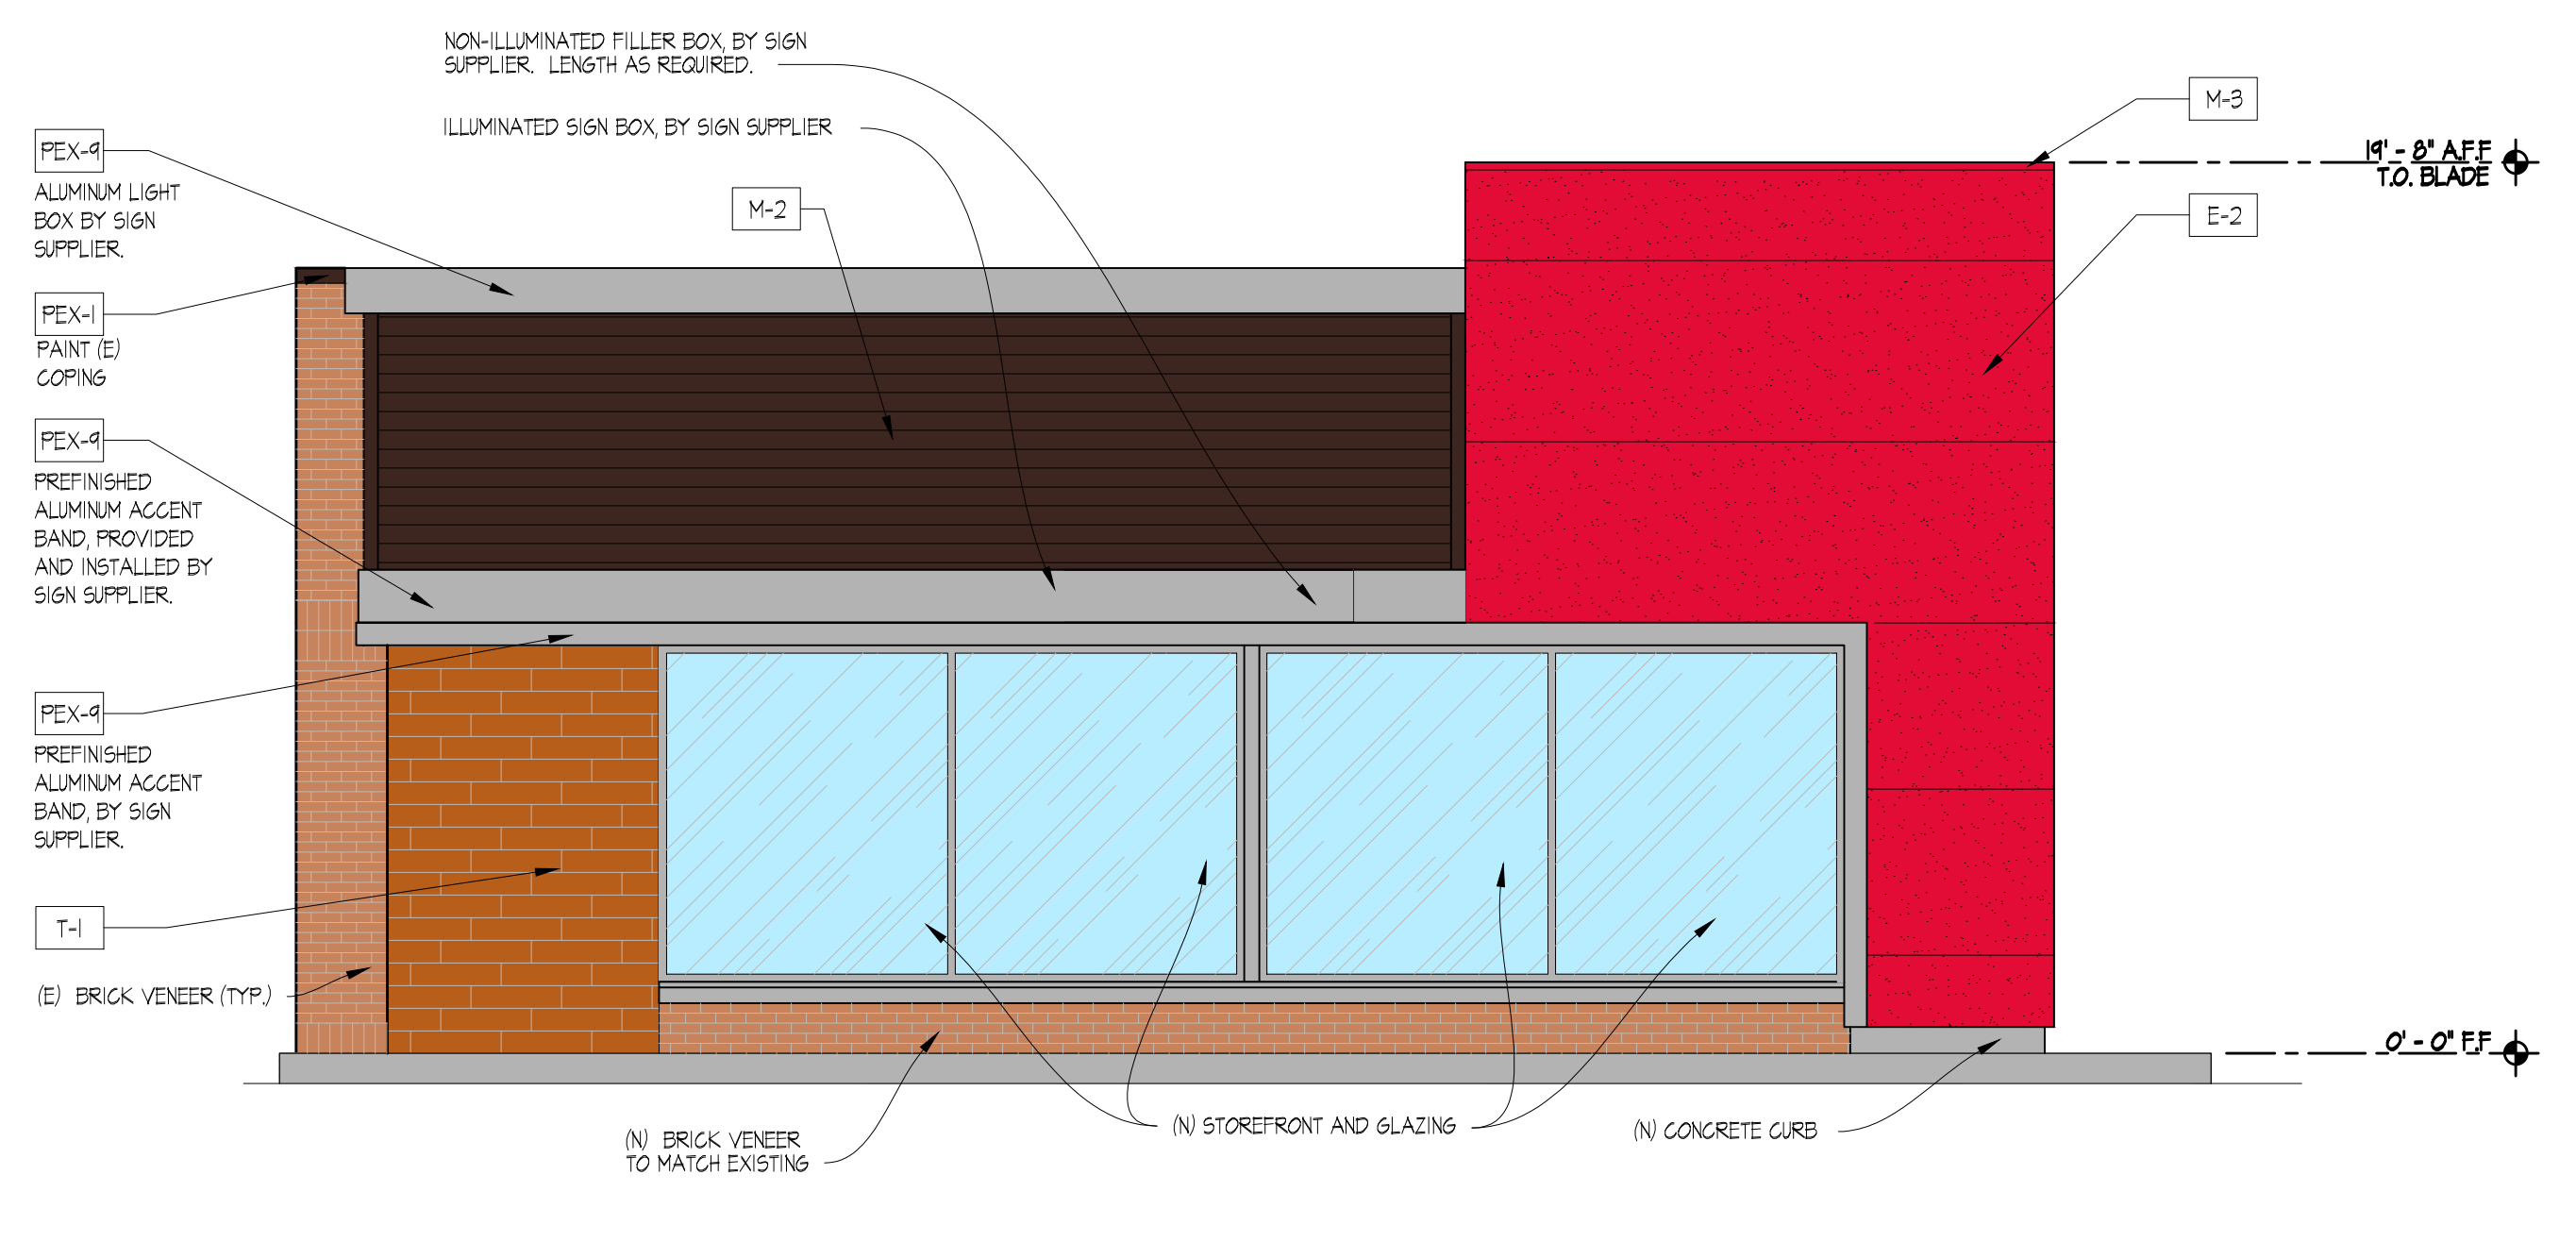 NON-ILLUMINATED FILLER BOX, BY SIGN
SUPPLIER. LENGTH AS REQUIRED.
ILLUMINATED SIGN BOX, BY SIGN SUPPLIER
M-2
PEX-9
ALUMINUM LIGHT
BOX BY SIGN
SUPPLIER.
PEX-1
PAINT (E)
COPING
PEX-9
PREFINISHED
ALUMINUM ACCENT
BAND, PROVIDED
AND INSTALLED BY
SIGN SUPPLIER.
PEX-9
PREFINISHED
ALUMINUM ACCENT
BAND, BY SIGN
SUPPLIER.
T-1
(E) BRICK VENEER (TYP.)
M-3
19' - 8" A.F.F
T.O. BLADE
E-2
0' - 0" F.F
(N) BRICK VENEER
TO MATCH EXISTING
(N) STOREFRONT AND GLAZING
(N) CONCRETE CURB